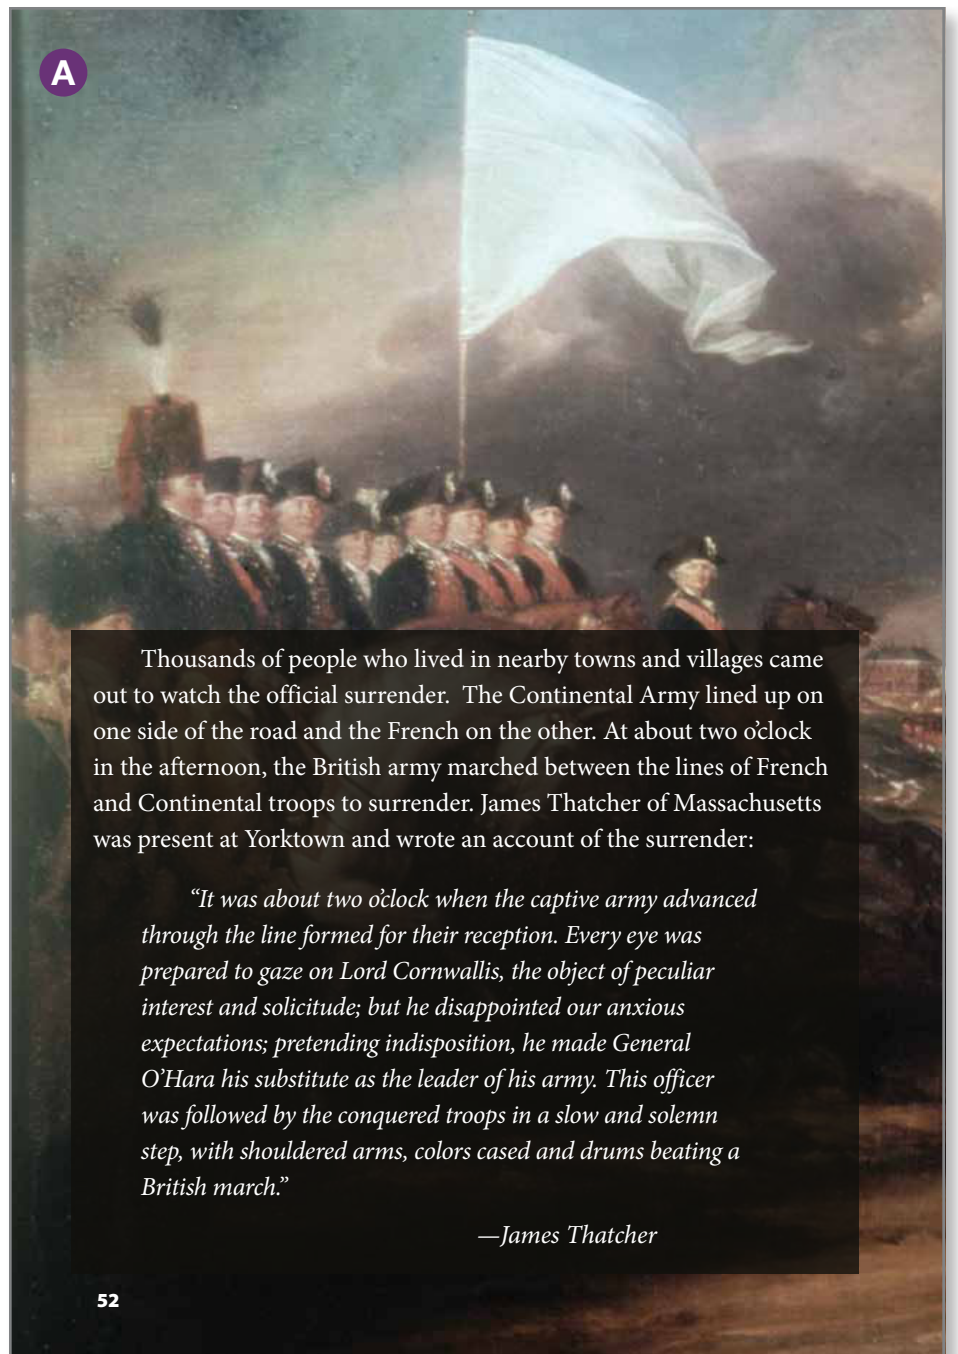 A
Thousands of people who lived in nearby towns and villages came
out to watch the official surrender.  The Continental Army lined up on
one side of the road and the French on the other. At about two o’clock
in the afternoon, the British army marched between the lines of French
and Continental troops to surrender. James Thatcher of Massachusetts
was present at Yorktown and wrote an account of the surrender:
“It was about two o’clock when the captive army advanced
through the line formed for their reception. Every eye was
prepared to gaze on Lord Cornwallis, the object of peculiar
interest and solicitude; but he disappointed our anxious
expectations; pretending indisposition, he made General
O’Hara his substitute as the leader of his army. This officer
was followed by the conquered troops in a slow and solemn
step, with shouldered arms, colors cased and drums beating a
British march.”
—James Thatcher
52